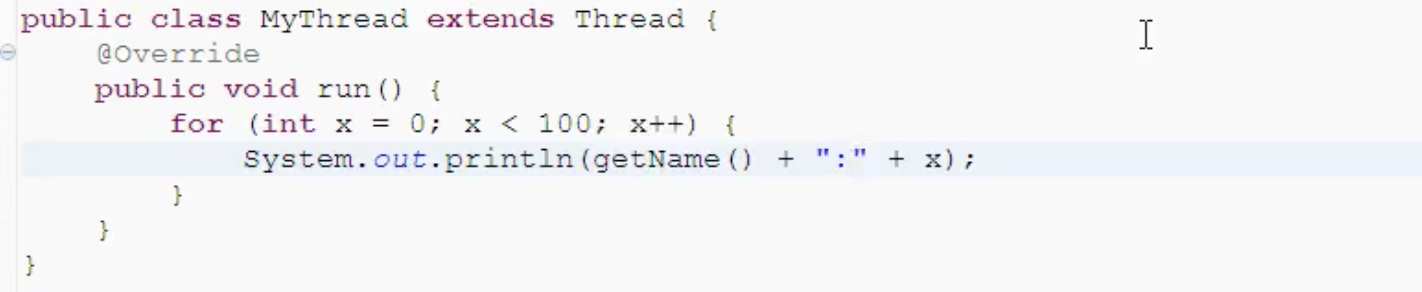 public class MyThread extends Thread {
@Override
public void run() {
for (int x = 0; x < 100; x++) {
System.out.println(getName() + ":" + x);
}
}
}